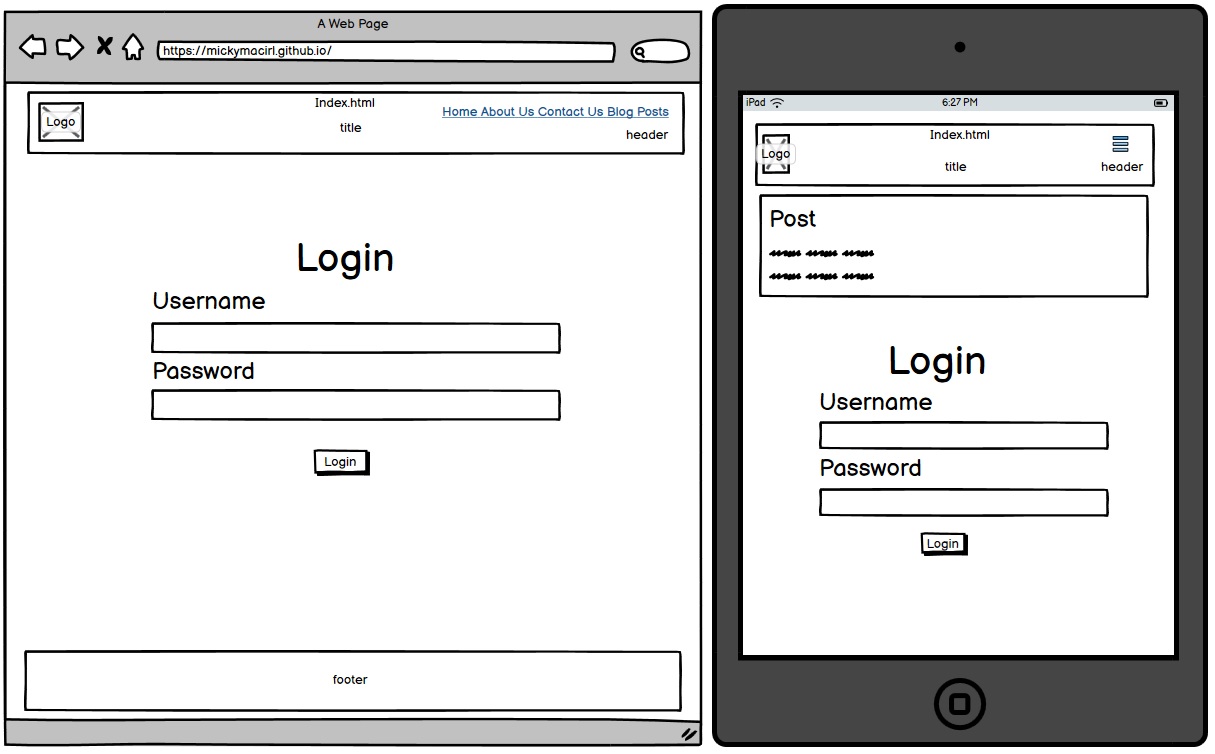 A Web Page
https://mickymacirl.github.io/
Logo
Index.html
title
Home About Us Contact Us Blog Posts
header
Login
Username
Password
Login
footer
iPad
6:27 PM
Logo
Index.html
title
header
Post
Login
Username
Password
Login